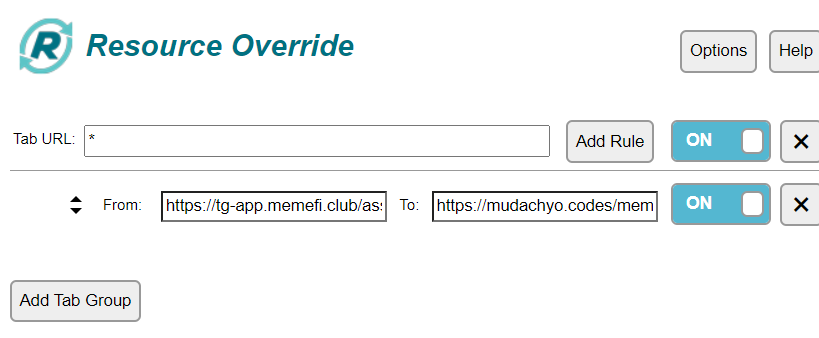 R Resource Override
Options Help
Tab URL: * Add Rule ON ×
From: https://tg-app.memefi.club/as To: https://mudachyo.codes/mem ON ×
Add Tab Group